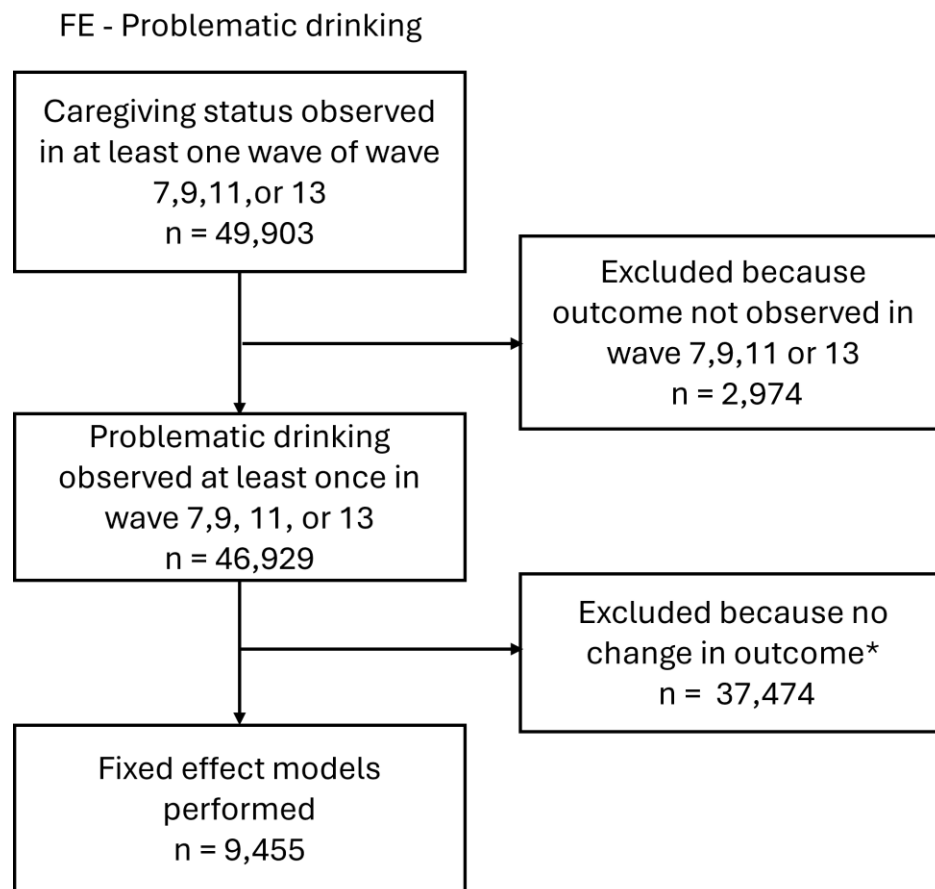 FE - Problematic drinking
Caregiving status observed
in at least one wave of wave
7,9,11,or 13
n = 49,903
Excluded because
outcome not observed in
wave 7,9,11 or 13
n = 2,974
Problematic drinking
observed at least once in
wave 7,9, 11, or 13
n = 46,929
Excluded because no
change in outcome*
n =  37,474
Fixed effect models
performed
n = 9,455